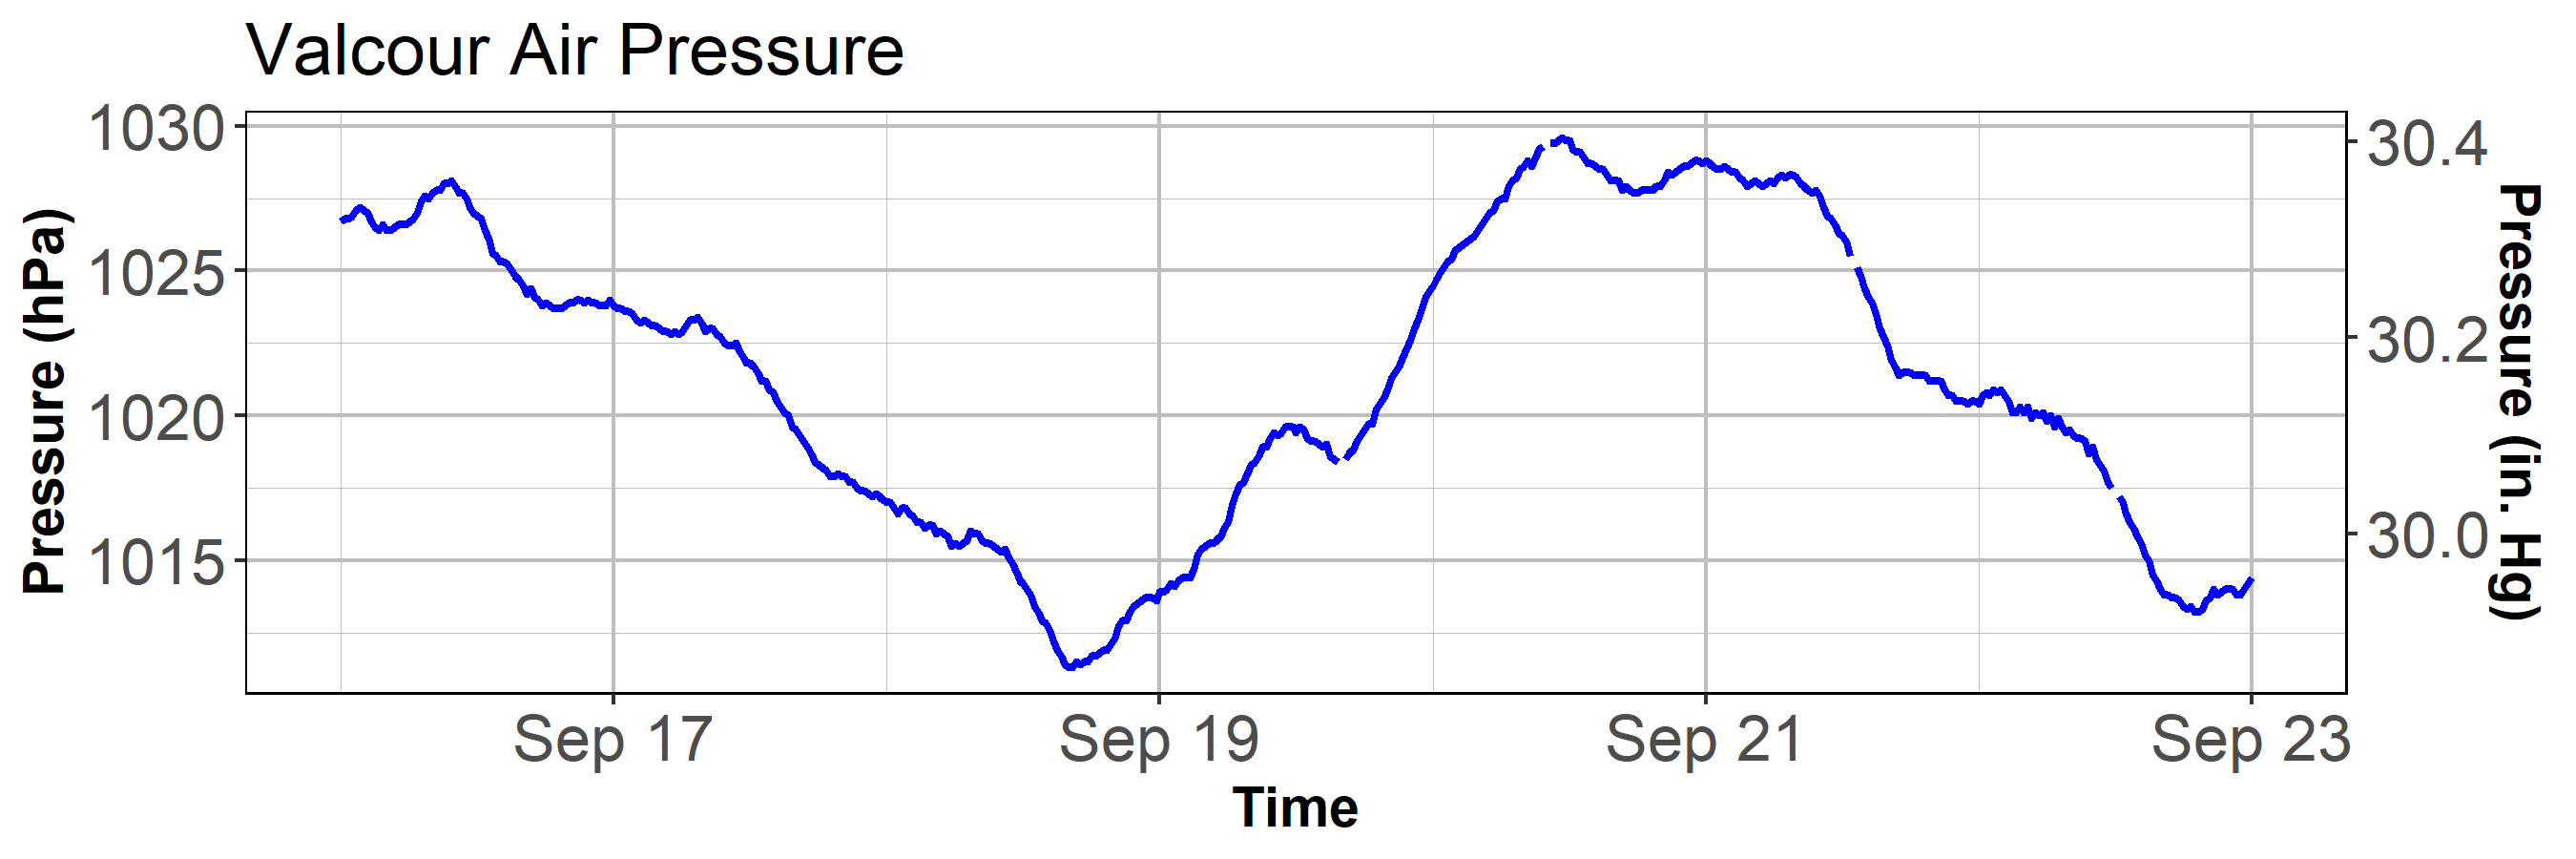 Valcour Air Pressure
1030
1025
1020
1015
Pressure (hPa)
30.4
30.2
30.0
Pressure (in. Hg)
Sep 17
Sep 19
Sep 21
Sep 23
Time